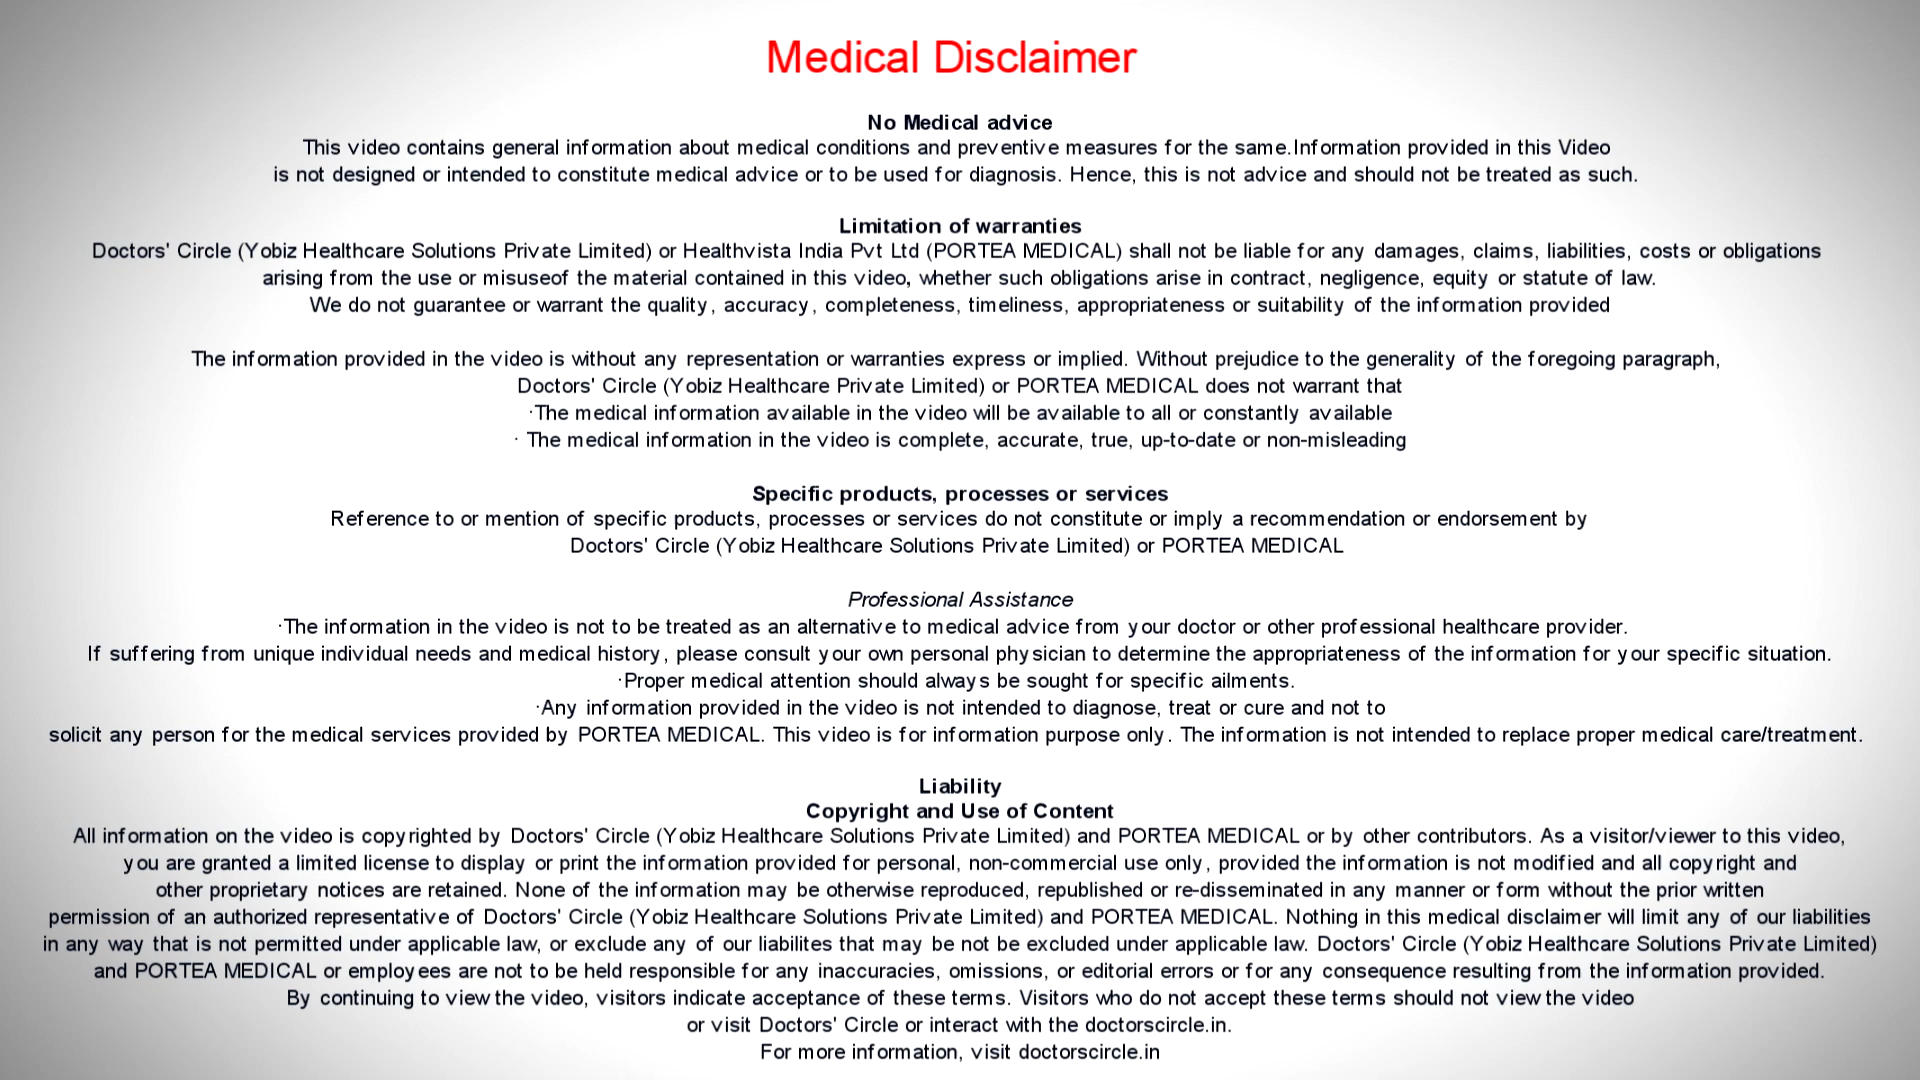 Medical Disclaimer
No Medical advice
This video contains general information about medical conditions and preventive measures for the same.Information provided in this Video
is not designed or intended to constitute medical advice or to be used for diagnosis. Hence, this is not advice and should not be treated as such.
Limitation of warranties
Doctors' Circle (Yobiz Healthcare Solutions Private Limited) or Healthvista India Pvt Ltd (PORTEA MEDICAL) shall not be liable for any damages, claims, liabilities, costs or obligations
arising from the use or misuseof the material contained in this video, whether such obligations arise in contract, negligence, equity or statute of law.
We do not guarantee or warrant the quality, accuracy, completeness, timeliness, appropriateness or suitability of the information provided
The information provided in the video is without any representation or warranties express or implied. Without prejudice to the generality of the foregoing paragraph,
Doctors' Circle (Yobiz Healthcare Private Limited) or PORTEA MEDICAL does not warrant that
·The medical information available in the video will be available to all or constantly available
· The medical information in the video is complete, accurate, true, up-to-date or non-misleading
Specific products, processes or services
Reference to or mention of specific products, processes or services do not constitute or imply a recommendation or endorsement by
Doctors' Circle (Yobiz Healthcare Solutions Private Limited) or PORTEA MEDICAL
Professional Assistance
·The information in the video is not to be treated as an alternative to medical advice from your doctor or other professional healthcare provider.
If suffering from unique individual needs and medical history, please consult your own personal physician to determine the appropriateness of the information for your specific situation.
·Proper medical attention should always be sought for specific ailments.
·Any information provided in the video is not intended to diagnose, treat or cure and not to
solicit any person for the medical services provided by PORTEA MEDICAL. This video is for information purpose only. The information is not intended to replace proper medical care/treatment.
Liability
Copyright and Use of Content
All information on the video is copyrighted by Doctors' Circle (Yobiz Healthcare Solutions Private Limited) and PORTEA MEDICAL or by other contributors. As a visitor/viewer to this video,
you are granted a limited license to display or print the information provided for personal, non-commercial use only, provided the information is not modified and all copyright and
other proprietary notices are retained. None of the information may be otherwise reproduced, republished or re-disseminated in any manner or form without the prior written
permission of an authorized representative of Doctors' Circle (Yobiz Healthcare Solutions Private Limited) and PORTEA MEDICAL. Nothing in this medical disclaimer will limit any of our liabilities
in any way that is not permitted under applicable law, or exclude any of our liabilites that may be not be excluded under applicable law. Doctors' Circle (Yobiz Healthcare Solutions Private Limited)
and PORTEA MEDICAL or employees are not to be held responsible for any inaccuracies, omissions, or editorial errors or for any consequence resulting from the information provided.
By continuing to view the video, visitors indicate acceptance of these terms. Visitors who do not accept these terms should not view the video
or visit Doctors' Circle or interact with the doctorscircle.in.
For more information, visit doctorscircle.in